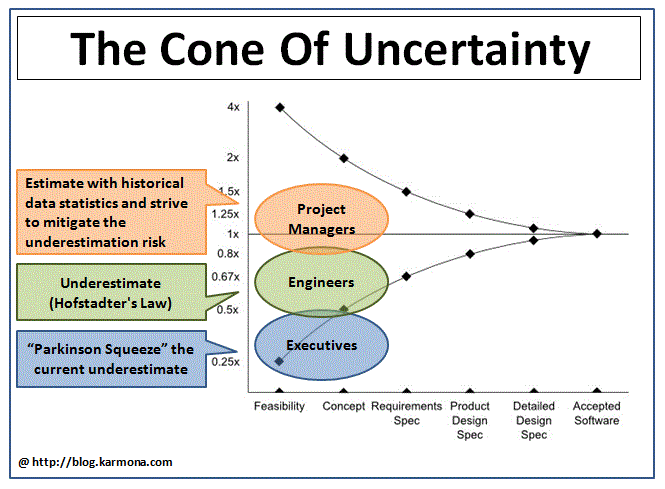 The Cone Of Uncertainty
4x
2x
1.5x
1.25x
1x
0.8x
0.67x
0.5x
0.25x
Estimate with historical
data statistics and strive
to mitigate the
underestimation risk
Underestimate
(Hofstadter's Law)
“Parkinson Squeeze” the
current underestimate
Project
Managers
Engineers
Executives
Feasibility
Concept
Requirements
Spec
Product
Design
Spec
Detailed
Design
Spec
Accepted
Software
@ http://blog.karmona.com